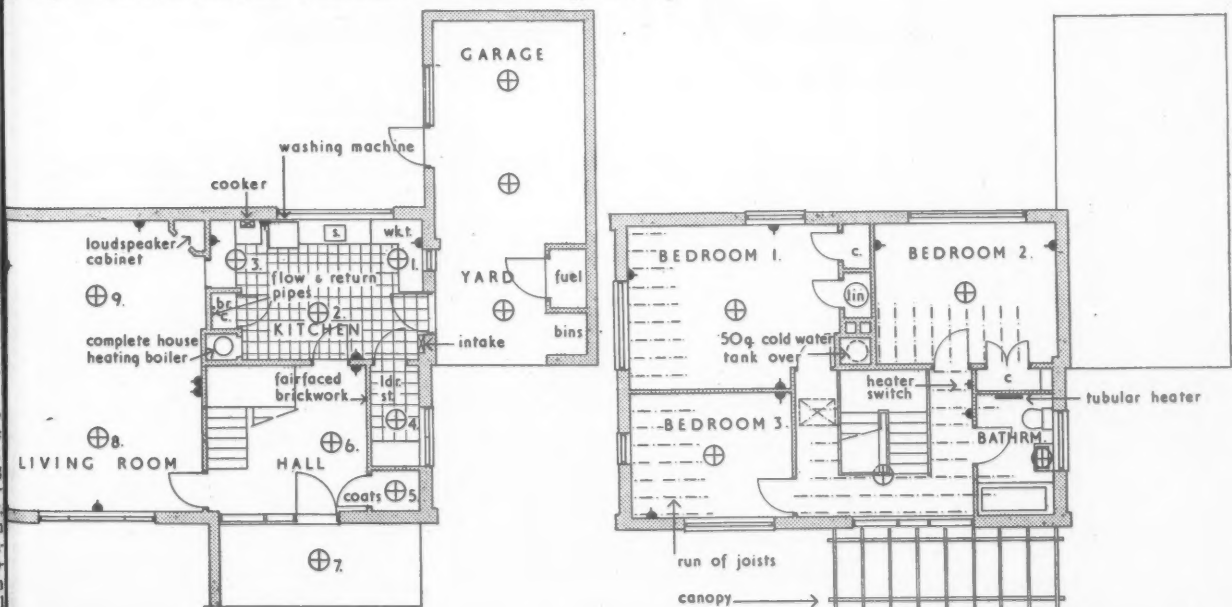 GARAGE
washing machine
cooker
loudspeaker
cabinet
s.
wk.t.
3.
1.
flow & return
pipes
YARD
fuel
9.
br.
c.
2.
KITCHEN
bins
complete house
heating boiler
intake
fairfaced
brickwork
ldr.
st.
4.
8.
6.
LIVING ROOM
HALL
coats
5.
7.
BEDROOM 1.
c.
BEDROOM 2.
lin
50g. cold water
tank over
heater
switch
c
tubular heater
BEDROOM 3.
BATHRM.
run of joists
canopy